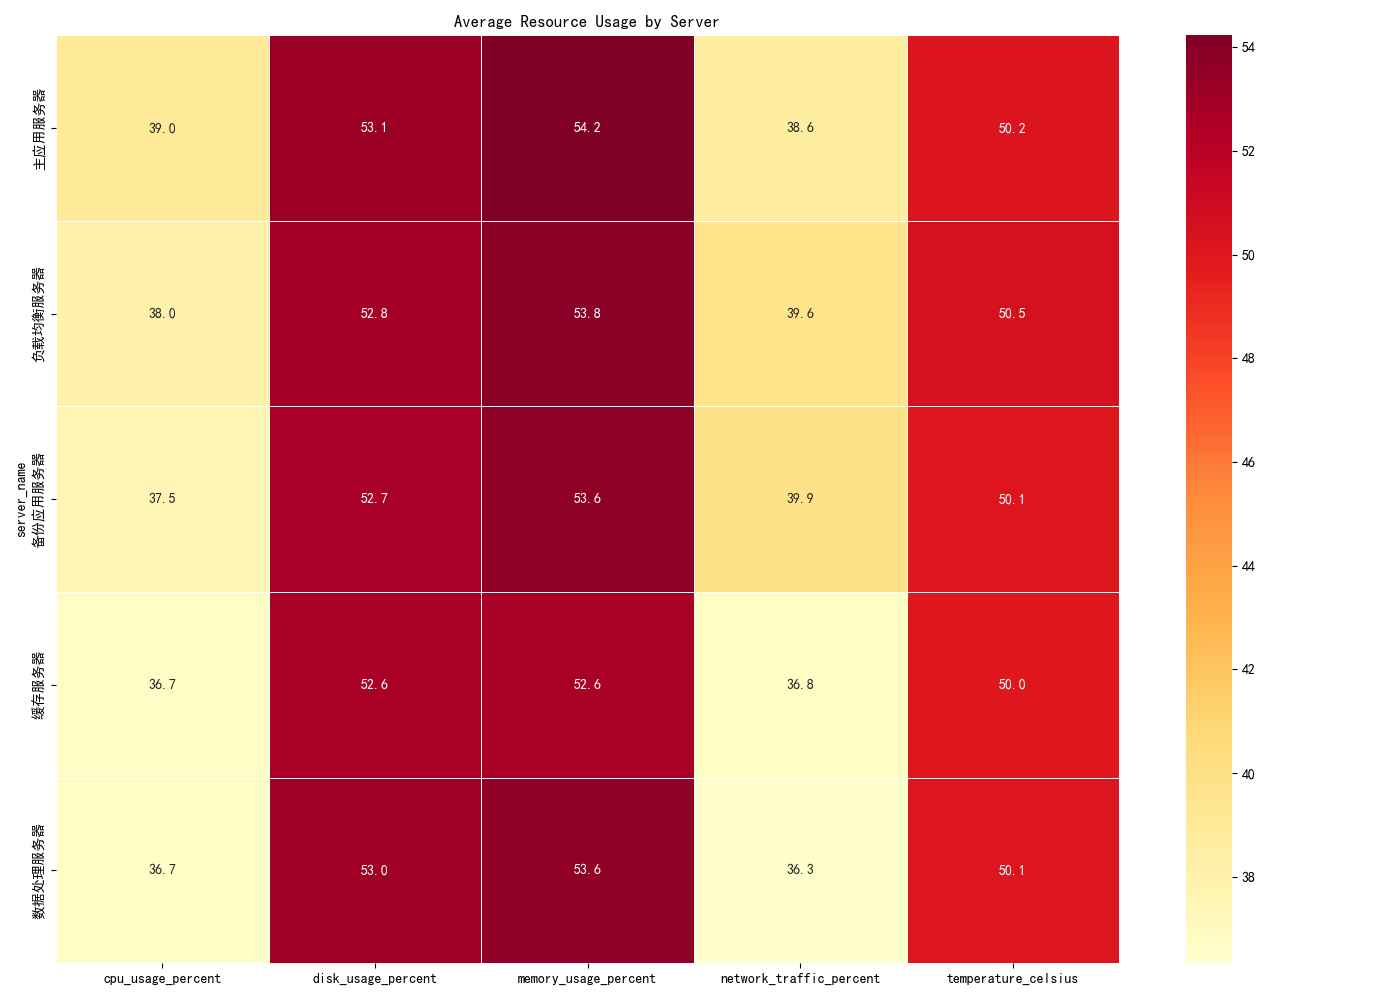 Average Resource Usage by Server
主应用服务器
39.0 53.1 54.2 38.6 50.2
负载均衡服务器
38.0 52.8 53.8 39.6 50.5
server_name
备份应用服务器
37.5 52.7 53.6 39.9 50.1
缓存服务器
36.7 52.6 52.6 36.8 50.0
数据处理服务器
36.7 53.0 53.6 36.3 50.1
cpu_usage_percent disk_usage_percent memory_usage_percent network_traffic_percent temperature_celsius
54
52
50
48
46
44
42
40
38